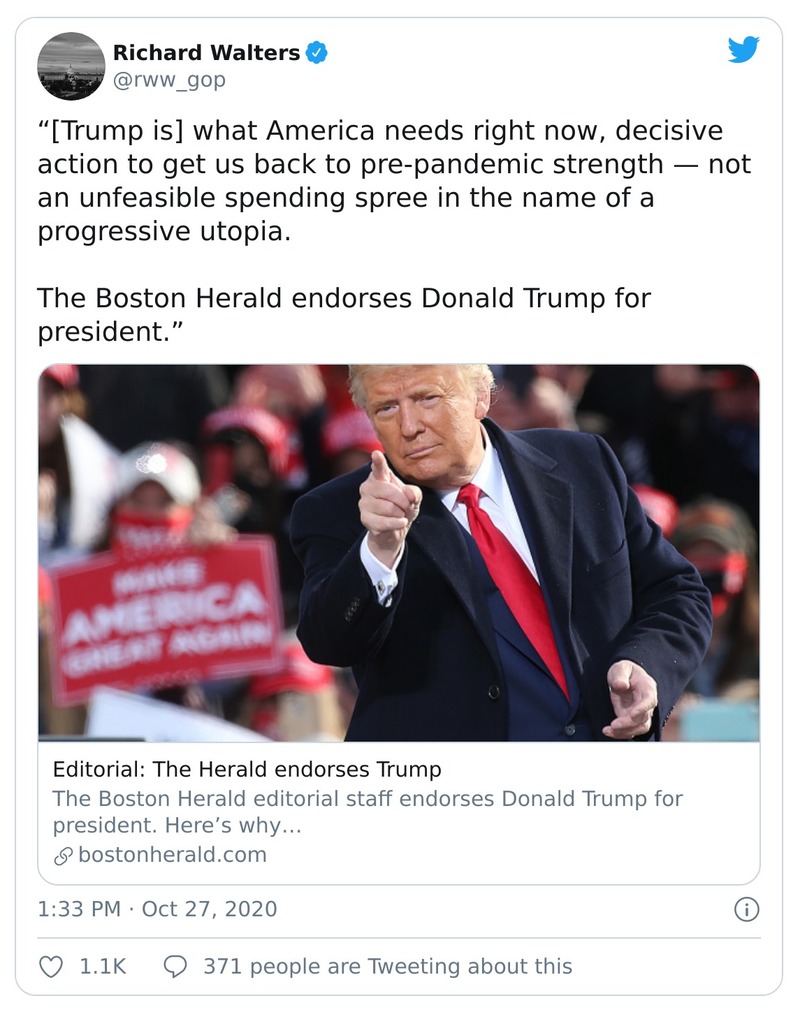 Richard Walters
@rww_gop
“[Trump is] what America needs right now, decisive
action to get us back to pre-pandemic strength — not
an unfeasible spending spree in the name of a
progressive utopia.
The Boston Herald endorses Donald Trump for
president.”
MAKE
AMERICA
GREAT AGAIN
Editorial: The Herald endorses Trump
The Boston Herald editorial staff endorses Donald Trump for
president. Here’s why…
bostonherald.com
1:33 PM · Oct 27, 2020
1.1K 371 people are Tweeting about this